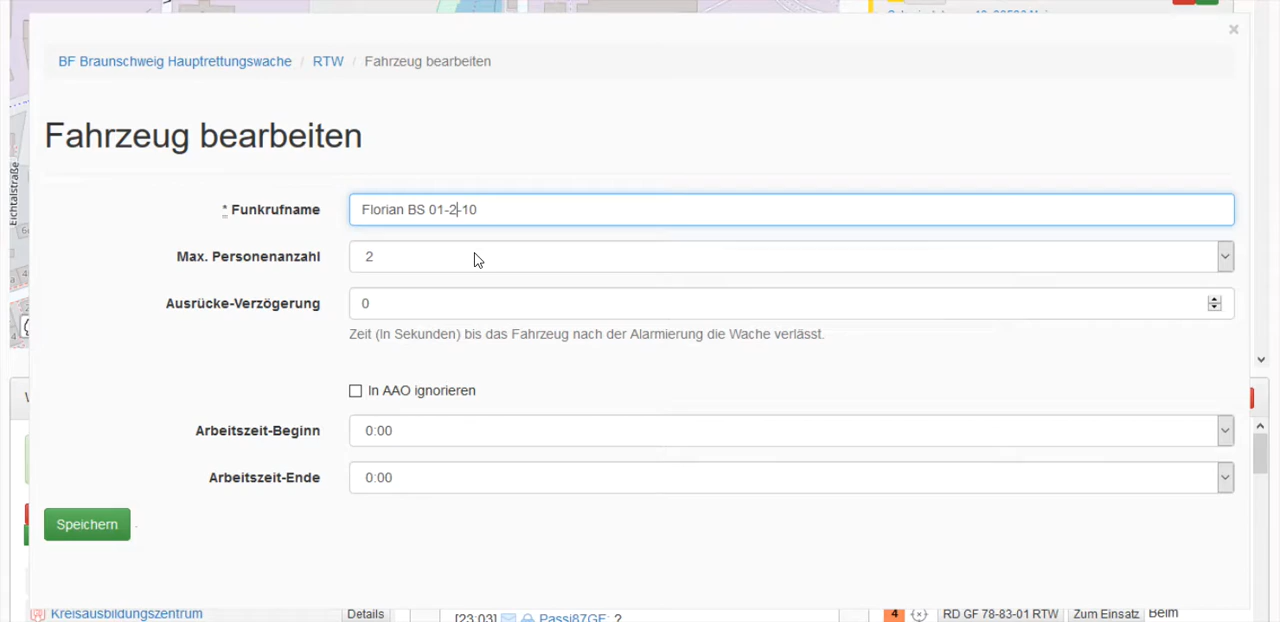 BF Braunschweig Hauptrettungswache / RTW / Fahrzeug bearbeiten
×
Fahrzeug bearbeiten
* Funkrufname Florian BS 01-2-10
Max. Personenanzahl 2
Ausrücke-Verzögerung 0
Zeit (In Sekunden) bis das Fahrzeug nach der Alarmierung die Wache verlässt.
In AAO ignorieren
Arbeitszeit-Beginn 0:00
Arbeitszeit-Ende 0:00
Speichern
Eichtalstraße
Kreisausbildungszentrum Details
[23:03] Passi87GF: ?
4 RD GF 78-83-01 RTW Zum Einsatz Beim